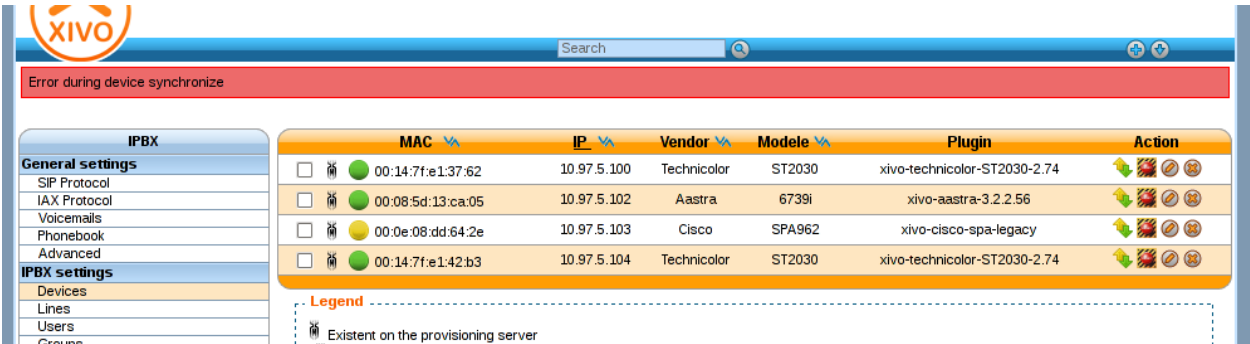 XIVO
Search
Error during device synchronize
IPBX
General settings
SIP Protocol
IAX Protocol
Voicemails
Phonebook
Advanced
IPBX settings
Devices
Lines
Users
Groups
MAC IP Vendor Modele Plugin Action
00:14:7f:e1:37:62 10.97.5.100 Technicolor ST2030 xivo-technicolor-ST2030-2.74
00:08:5d:13:ca:05 10.97.5.102 Aastra 6739i xivo-aastra-3.2.2.56
00:0e:08:dd:64:2e 10.97.5.103 Cisco SPA962 xivo-cisco-spa-legacy
00:14:7f:e1:42:b3 10.97.5.104 Technicolor ST2030 xivo-technicolor-ST2030-2.74
Legend
Existent on the provisioning server